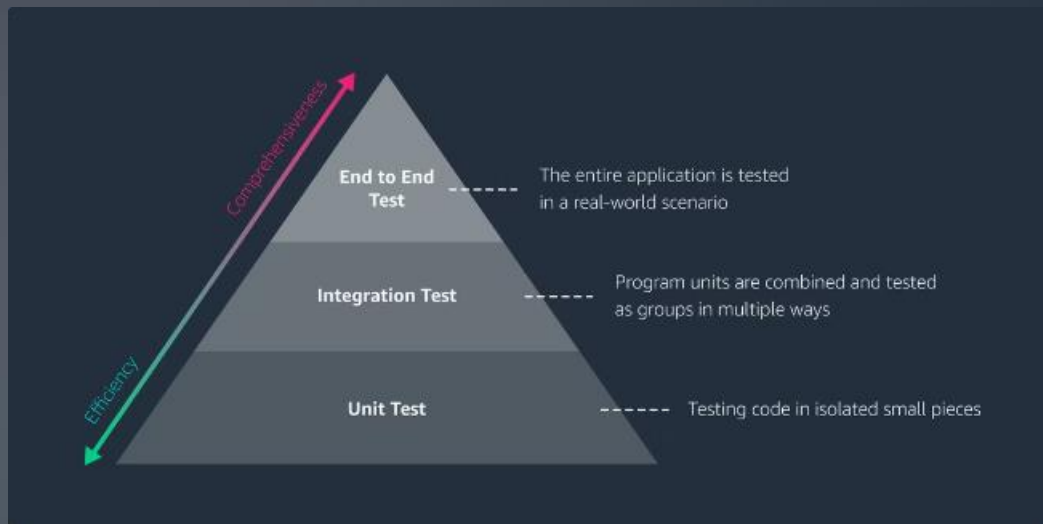 Comprehensiveness
Efficiency
End to End
Test
The entire application is tested
in a real-world scenario
Integration Test
Program units are combined and tested
as groups in multiple ways
Unit Test
Testing code in isolated small pieces